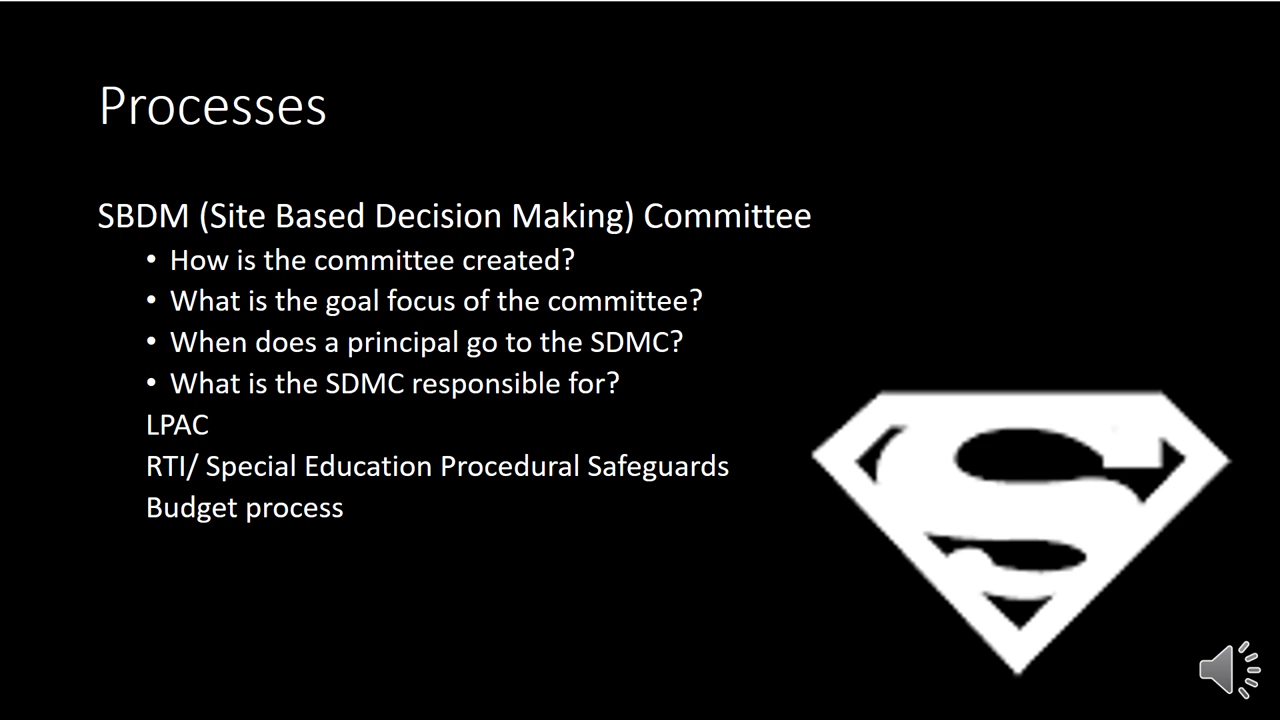 Processes
SBDM (Site Based Decision Making) Committee
• How is the committee created?
• What is the goal focus of the committee?
• When does a principal go to the SDMC?
• What is the SDMC responsible for?
LPAC
RTI/ Special Education Procedural Safeguards
Budget process
S